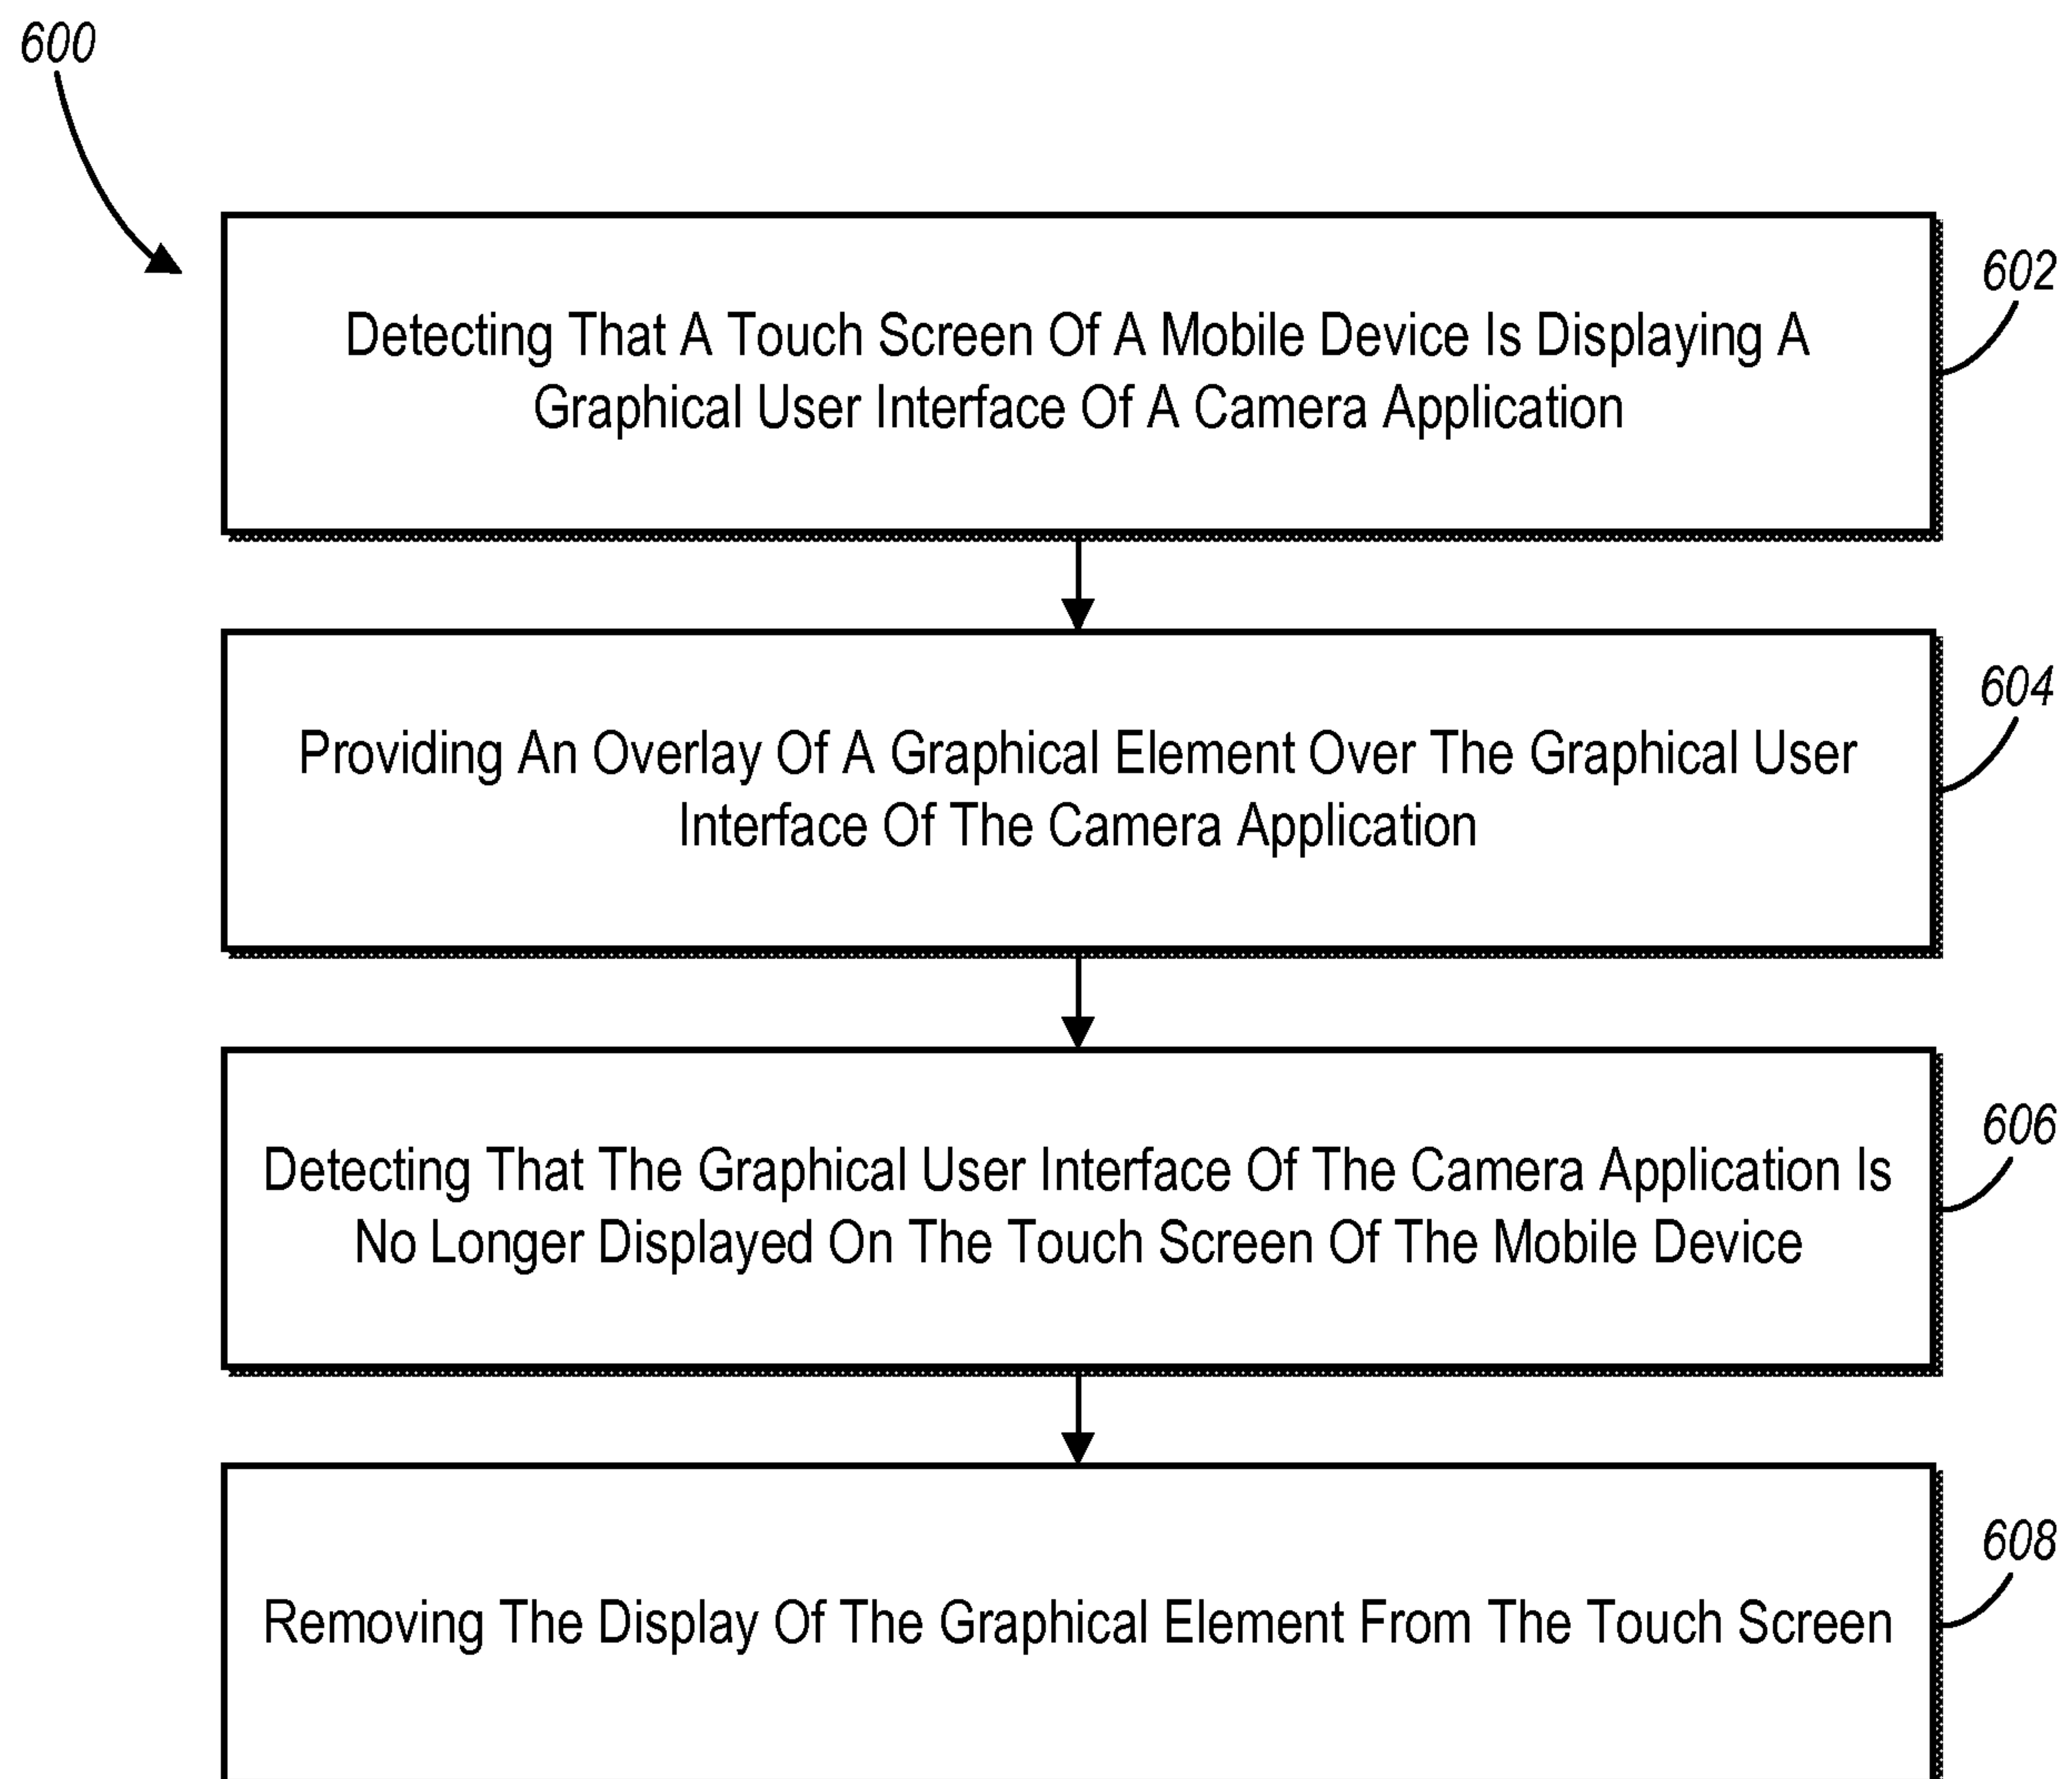 600
602
Detecting That A Touch Screen Of A Mobile Device Is Displaying A
Graphical User Interface Of A Camera Application
604
Providing An Overlay Of A Graphical Element Over The Graphical User
Interface Of The Camera Application
606
Detecting That The Graphical User Interface Of The Camera Application Is
No Longer Displayed On The Touch Screen Of The Mobile Device
608
Removing The Display Of The Graphical Element From The Touch Screen